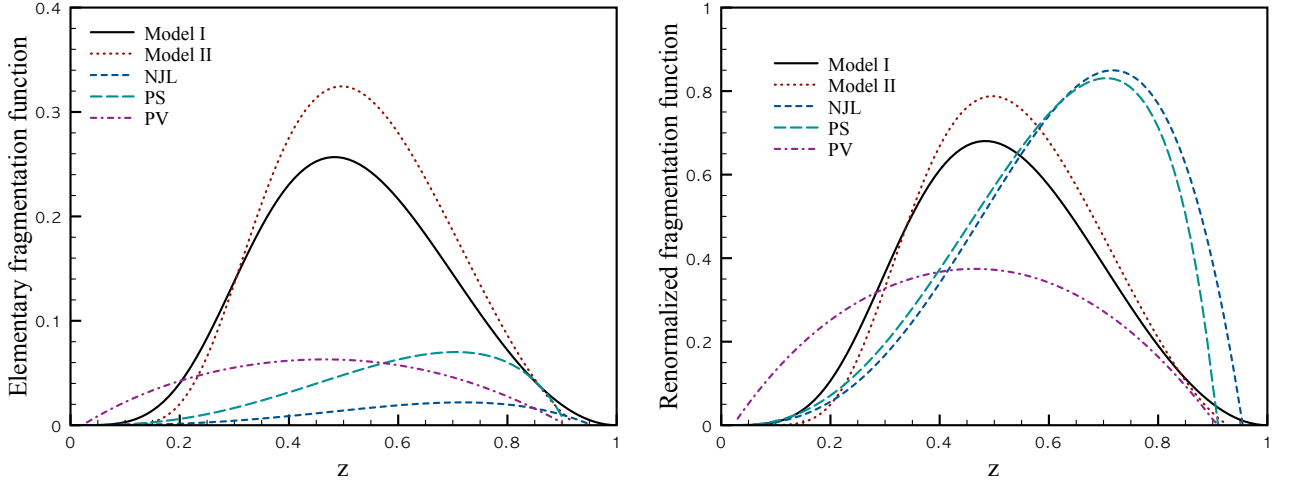 Elementary fragmentation function
0.4
0.3
0.2
0.1
0
Model I
Model II
NJL
PS
PV
0
0.2
0.4
0.6
0.8
1
z
Renormalized fragmentation function
1
0.8
0.6
0.4
0.2
0
Model I
Model II
NJL
PS
PV
0
0.2
0.4
0.6
0.8
1
z